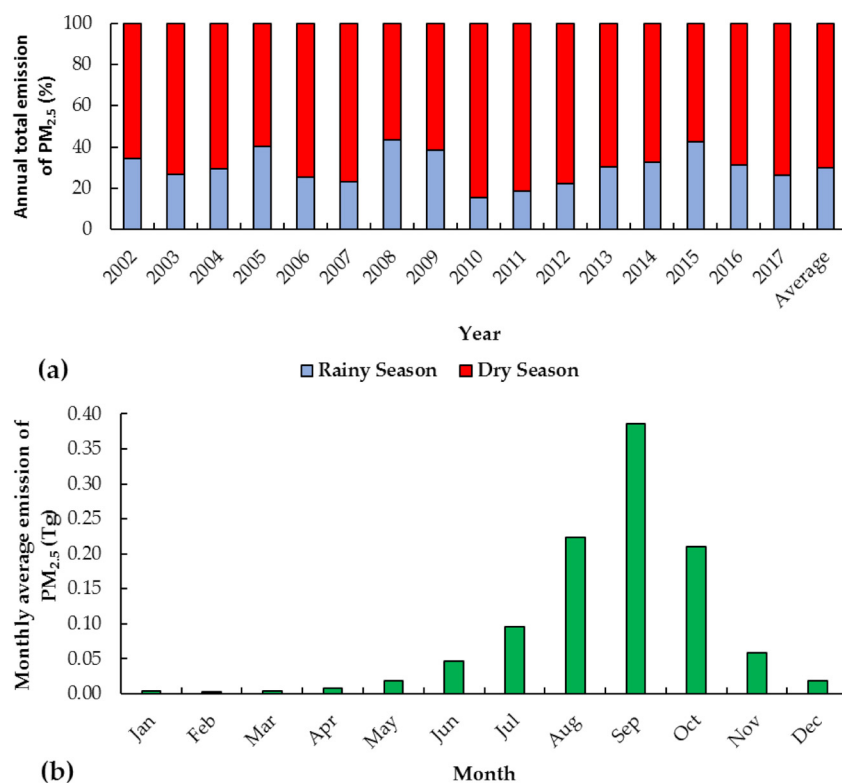 Annual total emission
of PM2.5 (%)
100
80
60
40
20
0
2002
2003
2004
2005
2006
2007
2008
2009
2010
2011
2012
2013
2014
2015
2016
2017
Average
Year
(a)
Rainy Season
Dry Season
Monthly average emission of
PM2.5 (Tg)
0.40
0.35
0.30
0.25
0.20
0.15
0.10
0.05
0.00
Jan
Feb
Mar
Apr
May
Jun
Jul
Aug
Sep
Oct
Nov
Dec
(b)
Month